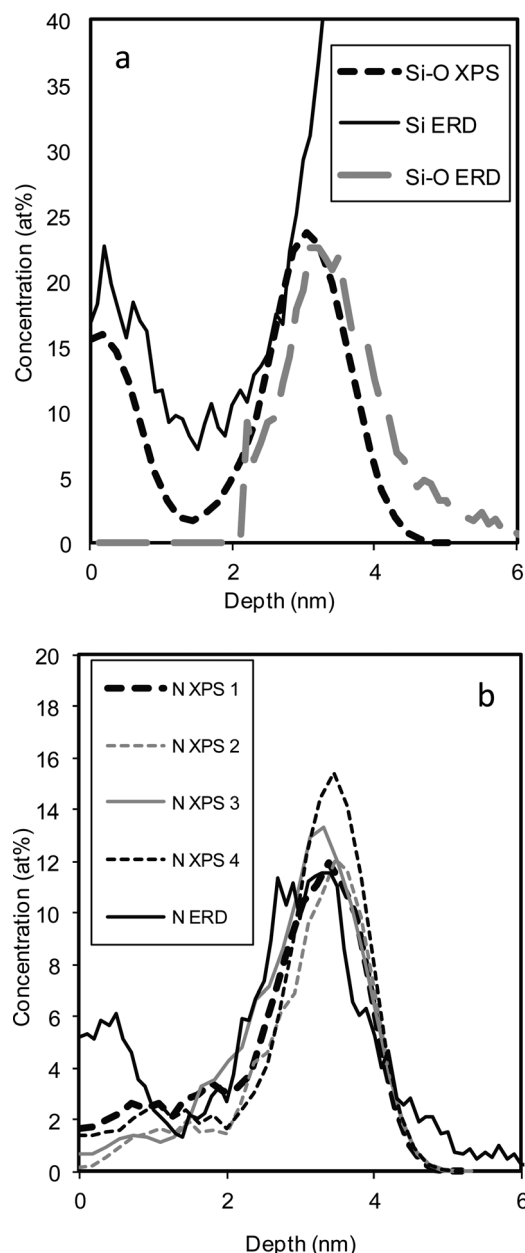 a
Si-O XPS
Si ERD
Si-O ERD
Concentration (at%)
40
35
30
25
20
15
10
5
0
0 2 4 6
Depth (nm)
b
N XPS 1
N XPS 2
N XPS 3
N XPS 4
N ERD
Concentration (at%)
20
18
16
14
12
10
8
6
4
2
0
0 2 4 6
Depth (nm)